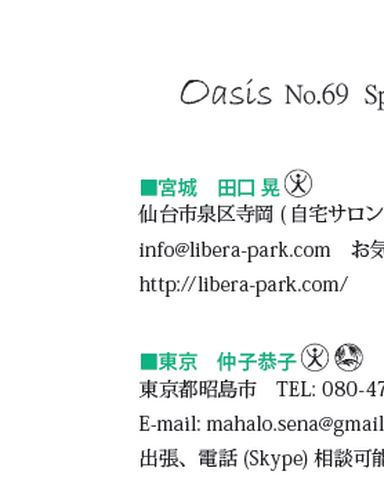 Oasis No.69 Sp
■宮城　田口 晃
仙台市泉区寺岡 ( 自宅サロン
info@libera-park.com　お気
http://libera-park.com/
■東京　仲子恭子
東京都昭島市　TEL: 080-47
E-mail: mahalo.sena@gmail
出張、電話 (Skype) 相談可能